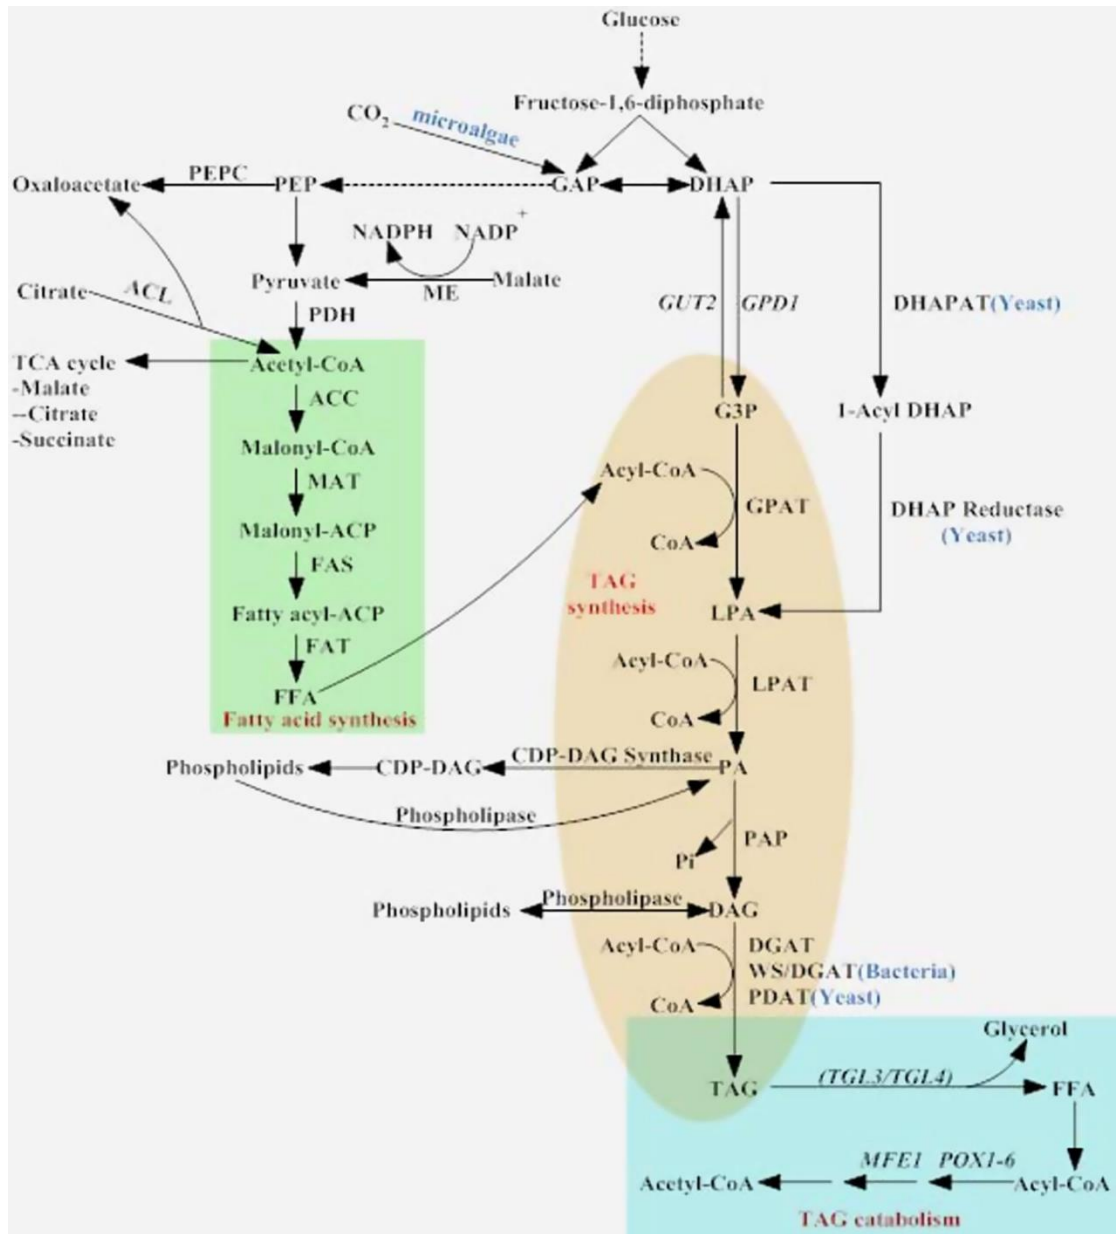 Glucose
Fructose-1,6-diphosphate
CO2 microalgae
Oxaloacetate PEPC PEP GAP DHAP
NADPH NADP+
Pyruvate ME Malate
Citrate ACL
PDH
GUT2 GPD1
DHAPAT(Yeast)
TCA cycle
-Malate
--Citrate
-Succinate
Acetyl-CoA
ACC
Malonyl-CoA
MAT
Malonyl-ACP
FAS
Fatty acyl-ACP
FAT
FFA
Fatty acid synthesis
G3P
1-Acyl DHAP
Acyl-CoA
GPAT
CoA
DHAP Reductase
(Yeast)
TAG
synthesis
LPA
Acyl-CoA
LPAT
CoA
Phospholipids CDP-DAG CDP-DAG Synthase PA
Phospholipase
PAP
Pi
Phospholipids Phospholipase DAG
Acyl-CoA
CoA
DGAT
WS/DGAT(Bacteria)
PDAT(Yeast)
Glycerol
TAG (TGL3/TGL4) FFA
Acetyl-CoA MFE1 POX1-6 Acyl-CoA
TAG catabolism